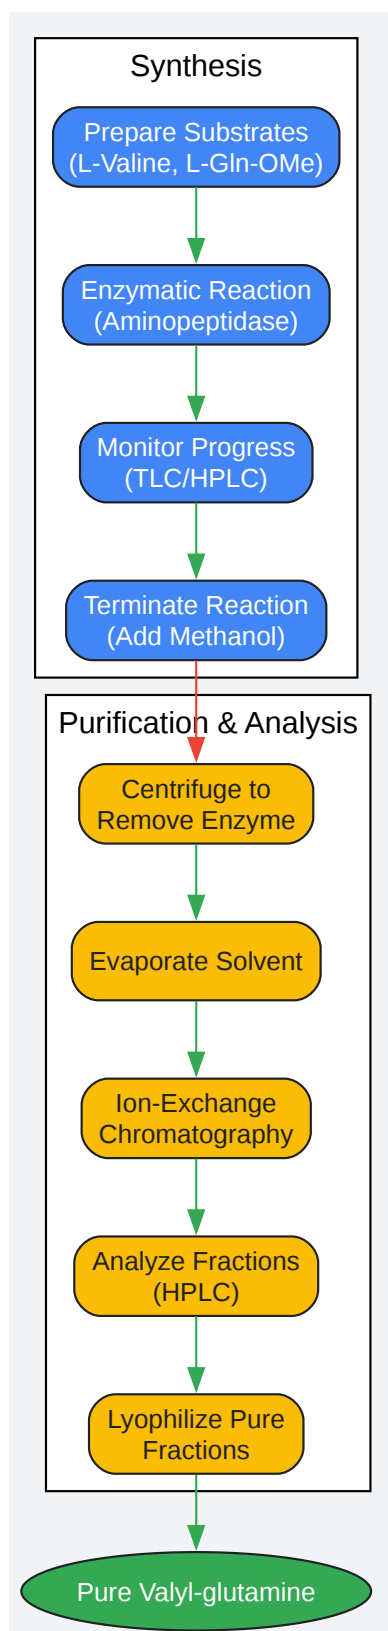 Synthesis
Prepare Substrates
(L-Valine, L-Gln-OMe)
Enzymatic Reaction
(Aminopeptidase)
Monitor Progress
(TLC/HPLC)
Terminate Reaction
(Add Methanol)
Purification & Analysis
Centrifuge to
Remove Enzyme
Evaporate Solvent
Ion-Exchange
Chromatography
Analyze Fractions
(HPLC)
Lyophilize Pure
Fractions
Pure Valyl-glutamine